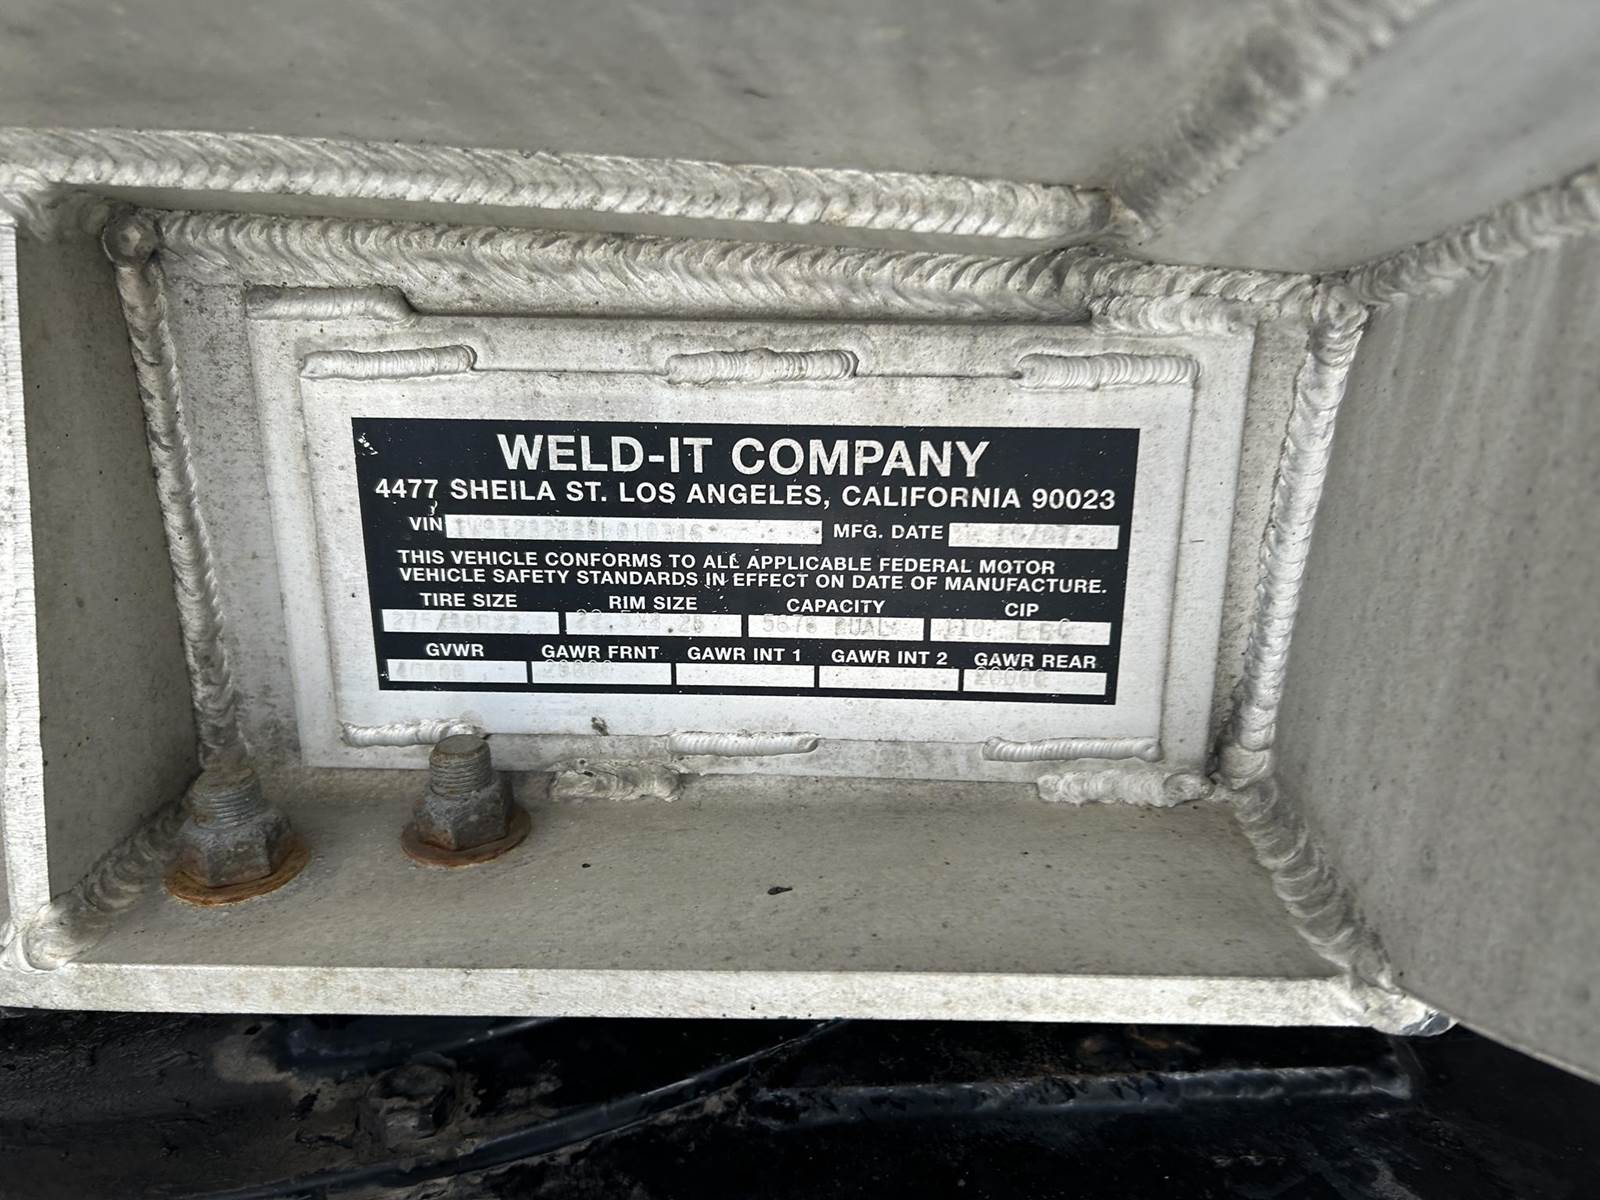 WELD-IT COMPANY
4477 SHEILA ST. LOS ANGELES, CALIFORNIA 90023
VIN MFG. DATE
THIS VEHICLE CONFORMS TO ALL APPLICABLE FEDERAL MOTOR
VEHICLE SAFETY STANDARDS IN EFFECT ON DATE OF MANUFACTURE.
TIRE SIZE RIM SIZE CAPACITY CIP
DUAL
GVWR GAWR FRNT GAWR INT 1 GAWR INT 2 GAWR REAR
20000